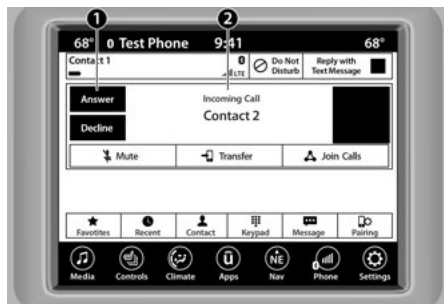 1 2
68° 0 Test Phone 9:41 68°
Contact 1 0 LTE Do Not Disturb Reply with Text Message
Answer
Incoming Call
Contact 2
Decline
Mute Transfer Join Calls
Favotites Recent Contact Keypad Message Pairing
Media Controls Climate ū Apps NE Nav Phone Settings